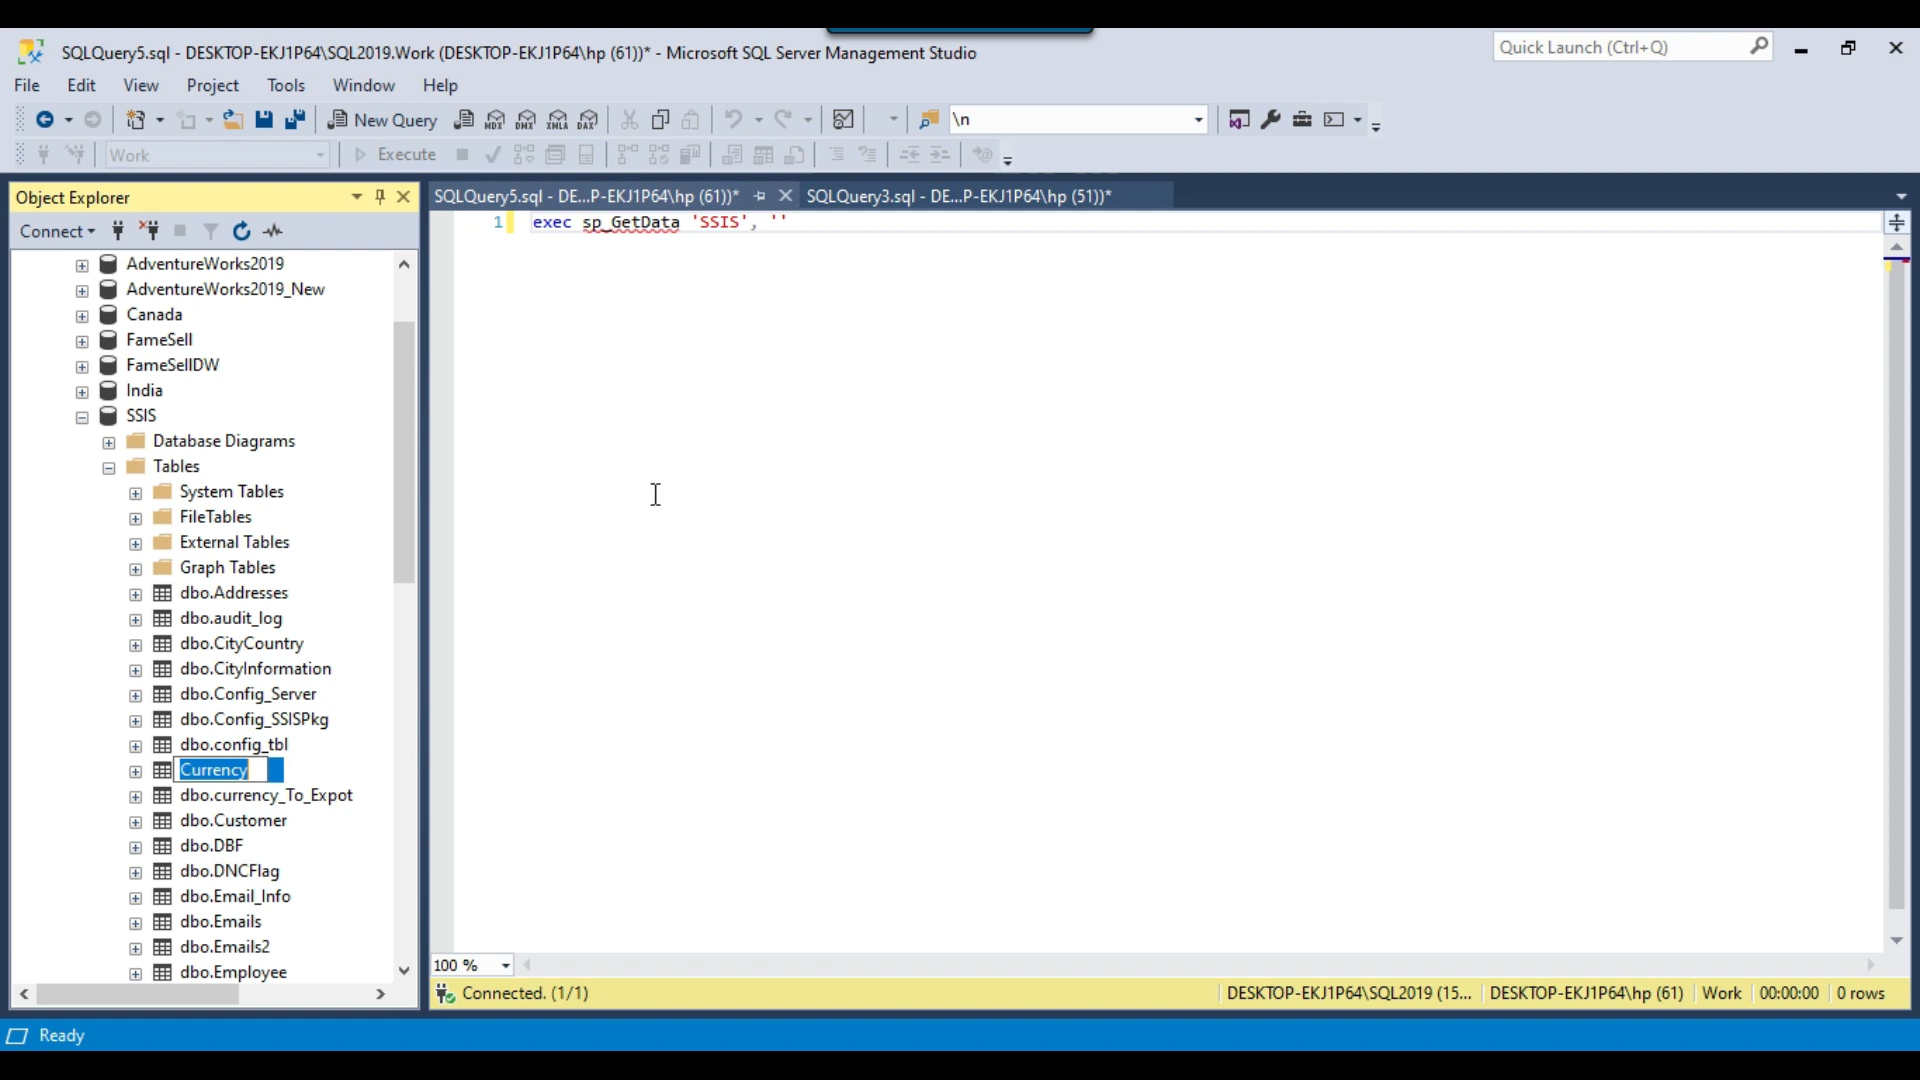 SQLQuery5.sql - DESKTOP-EKJ1P64\SQL2019.Work (DESKTOP-EKJ1P64\hp (61))* - Microsoft SQL Server Management Studio
Quick Launch (Ctrl+Q)
File Edit View Project Tools Window Help
New Query MDX DMX XMLA DAX \n
Work Execute
Object Explorer
SQLQuery5.sql - DE...P-EKJ1P64\hp (61))* SQLQuery3.sql - DE...P-EKJ1P64\hp (51))*
1 exec sp_GetData 'SSIS', ''
Connect
AdventureWorks2019
AdventureWorks2019_New
Canada
FameSell
FameSellDW
India
SSIS
Database Diagrams
Tables
System Tables
FileTables
External Tables
Graph Tables
dbo.Addresses
dbo.audit_log
dbo.CityCountry
dbo.CityInformation
dbo.Config_Server
dbo.Config_SSISPkg
dbo.config_tbl
Currency
dbo.currency_To_Expot
dbo.Customer
dbo.DBF
dbo.DNCFlag
dbo.Email_Info
dbo.Emails
dbo.Emails2
dbo.Employee
100 %
Connected. (1/1) DESKTOP-EKJ1P64\SQL2019 (15... DESKTOP-EKJ1P64\hp (61) Work 00:00:00 0 rows
Ready